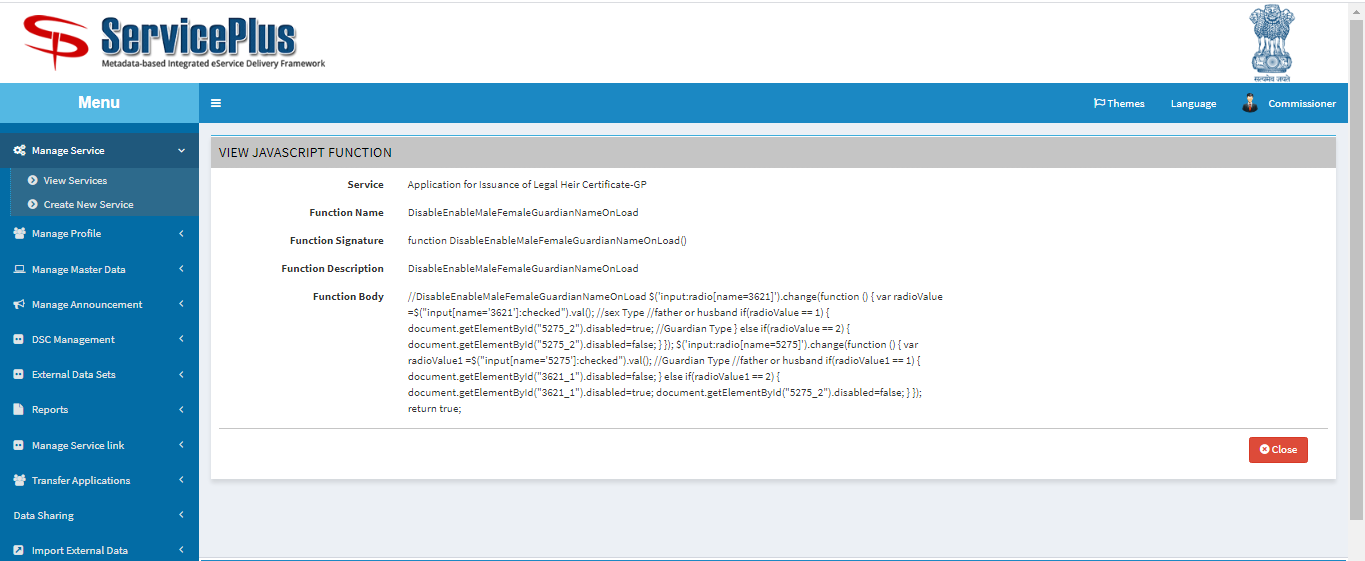 ServicePlus
Metadata-based Integrated eService Delivery Framework
सत्यमेव जयते
Menu
Themes Language Commissioner
Manage Service
View Services
Create New Service
Manage Profile
Manage Master Data
Manage Announcement
DSC Management
External Data Sets
Reports
Manage Service link
Transfer Applications
Data Sharing
Import External Data
VIEW JAVASCRIPT FUNCTION
Service Application for Issuance of Legal Heir Certificate-GP
Function Name DisableEnableMaleFemaleGuardianNameOnLoad
Function Signature function DisableEnableMaleFemaleGuardianNameOnLoad()
Function Description DisableEnableMaleFemaleGuardianNameOnLoad
Function Body //DisableEnableMaleFemaleGuardianNameOnLoad $('input:radio[name=3621]').change(function () { var radioValue
=$("input[name='3621']:checked").val(); //sex Type //father or husband if(radioValue == 1) {
document.getElementById("5275_2").disabled=true; //Guardian Type } else if(radioValue == 2) {
document.getElementById("5275_2").disabled=false; } }); $('input:radio[name=5275]').change(function () { var
radioValue1 =$("input[name='5275']:checked").val(); //Guardian Type //father or husband if(radioValue1 == 1) {
document.getElementById("3621_1").disabled=false; } else if(radioValue1 == 2) {
document.getElementById("3621_1").disabled=true; document.getElementById("5275_2").disabled=false; } });
return true;
Close